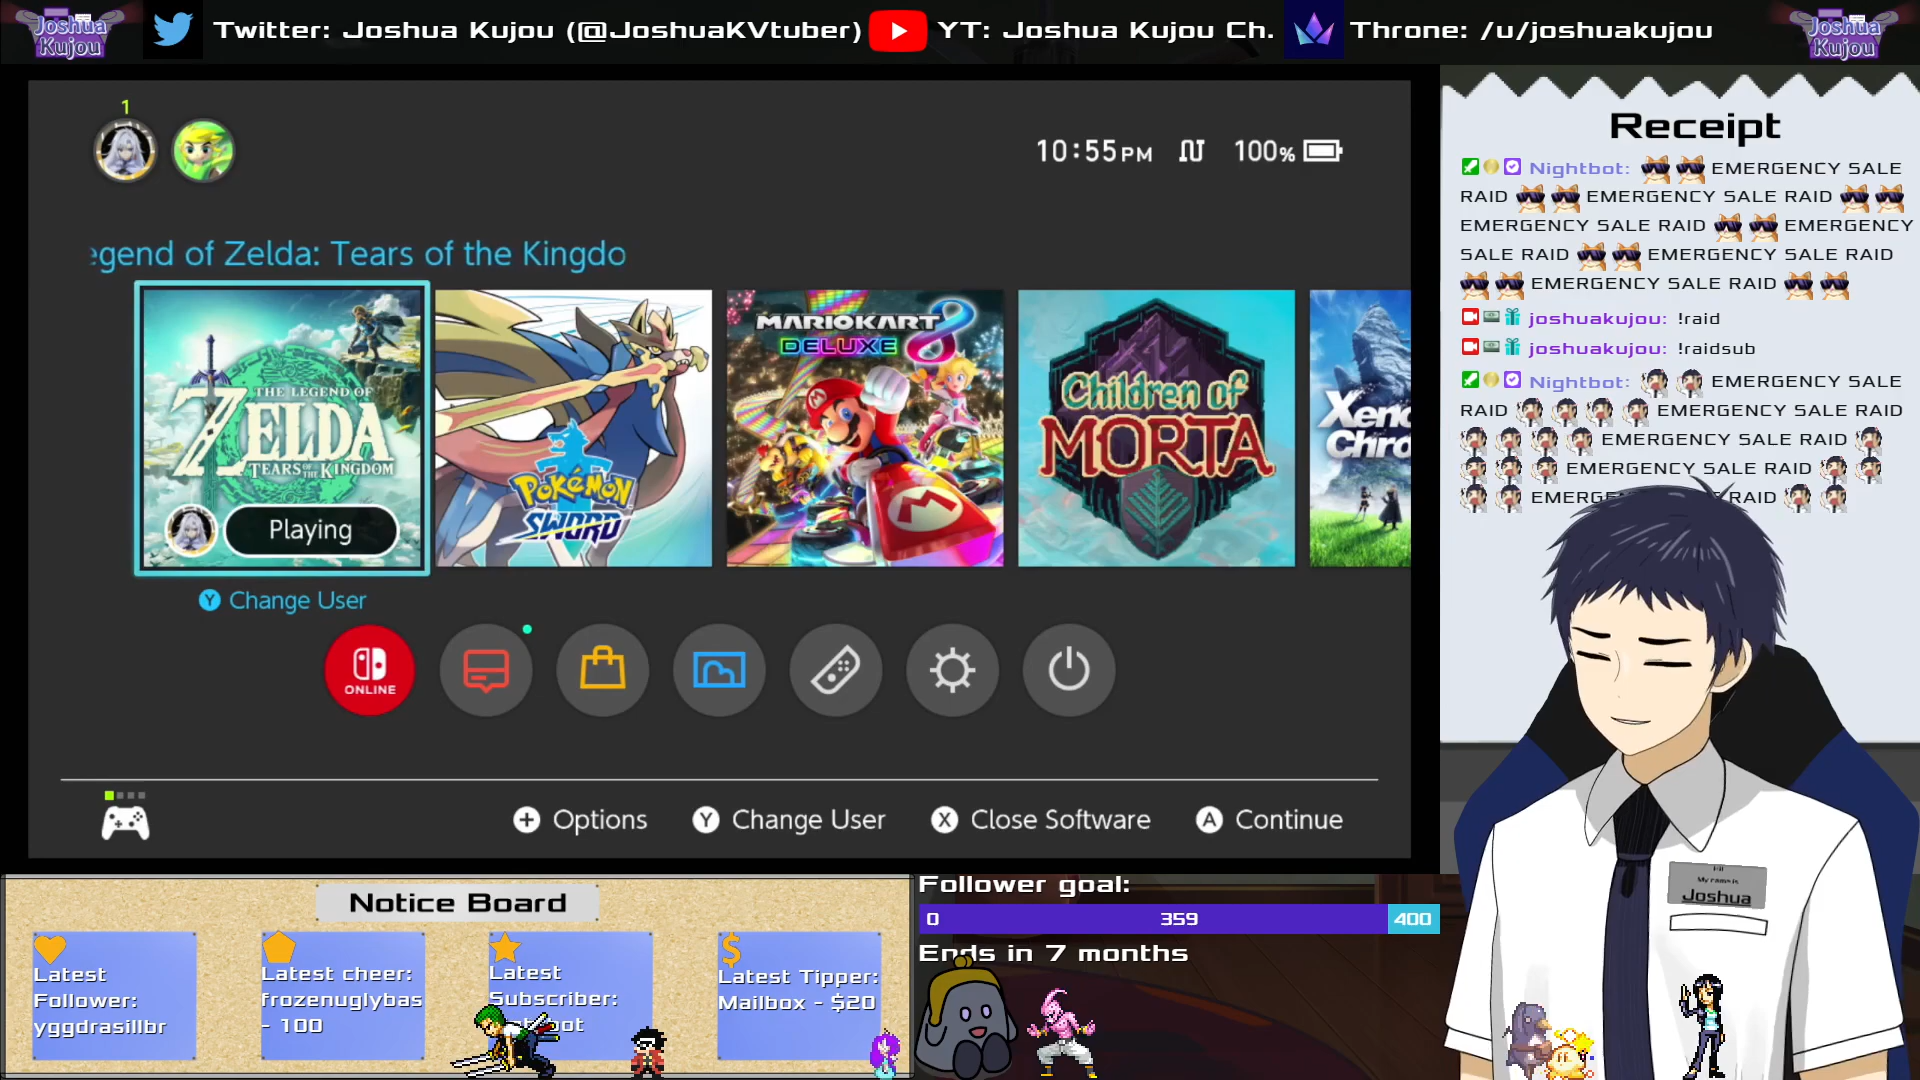 Joshua Kujou
Twitter: Joshua Kujou (@JoshuaKVtuber)
YT: Joshua Kujou Ch.
Throne: /u/joshuakujou
Joshua Kujou
1
10:55PM
100%
egend of Zelda: Tears of the Kingdo
THE LEGEND OF
ZELDA
TEARS OF THE KINGDOM
Playing
POKéMON
SWORD
MARIOKART 8
DELUXE
Children of
MORTA
Xeno
Chro
Y Change User
ONLINE
+ Options
Y Change User
X Close Software
A Continue
Receipt
Nightbot: EMERGENCY SALE
RAID EMERGENCY SALE RAID
EMERGENCY SALE RAID EMERGENCY
SALE RAID EMERGENCY SALE RAID
EMERGENCY SALE RAID
joshuakujou: !raid
joshuakujou: !raidsub
Nightbot: EMERGENCY SALE
RAID EMERGENCY SALE RAID
EMERGENCY SALE RAID
EMERGENCY SALE RAID
RAID
My name is
Joshua
Notice Board
Latest
Follower:
yggdrasillbr
Latest cheer:
frozenuglybas
- 100
Latest
Subscriber:
Latest Tipper:
Mailbox - $20
Follower goal:
0 359 400
Ends in 7 months